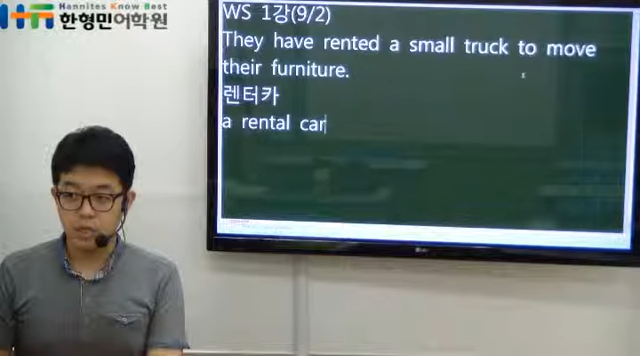 Hannites Know Best
한형민어학원
WS 1강(9/2)
They have rented a small truck to move
their furniture.
렌터카
a rental car
LG